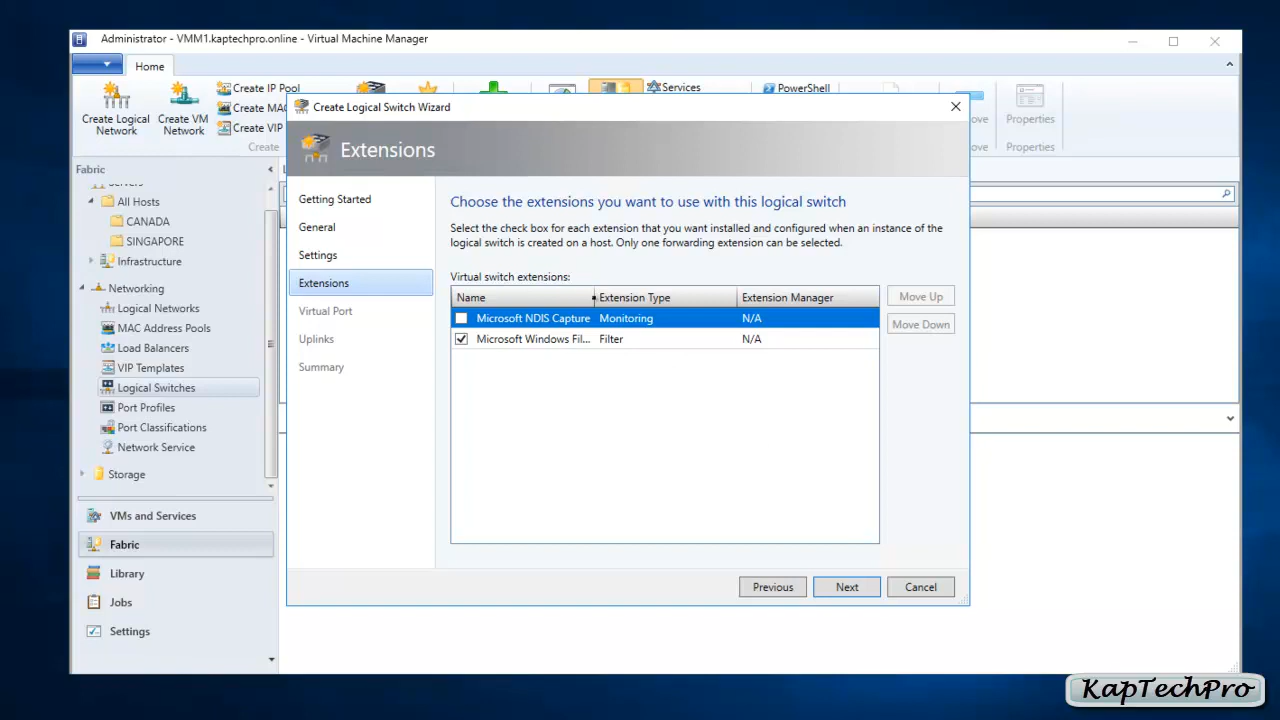 Administrator - VMM1.kaptechpro.online - Virtual Machine Manager
Home
Create Logical Network
Create VM Network
Create IP Pool
Create MAC
Create VIP
Create
Services
PowerShell
Properties
Properties
Fabric
Servers
All Hosts
CANADA
SINGAPORE
Infrastructure
Networking
Logical Networks
MAC Address Pools
Load Balancers
VIP Templates
Logical Switches
Port Profiles
Port Classifications
Network Service
Storage
VMs and Services
Fabric
Library
Jobs
Settings
Create Logical Switch Wizard
Extensions
Getting Started
General
Settings
Extensions
Virtual Port
Uplinks
Summary
Choose the extensions you want to use with this logical switch
Select the check box for each extension that you want installed and configured when an instance of the
logical switch is created on a host. Only one forwarding extension can be selected.
Virtual switch extensions:
Name Extension Type Extension Manager
Microsoft NDIS Capture Monitoring N/A
Microsoft Windows Fil... Filter N/A
Move Up
Move Down
Previous Next Cancel
KapTechPro